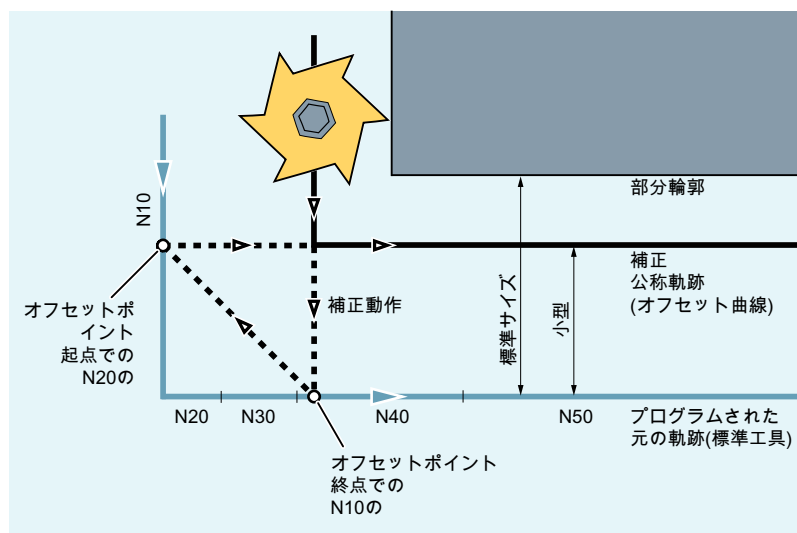 N10
部分輪郭
補正
公称軌跡
(オフセット曲線)
標準サイズ
小型
補正動作
オフセットポ
イント
起点での
N20の
N20
N30
N40
N50
プログラムされた
元の軌跡(標準工具)
オフセットポイント
終点での
N10の